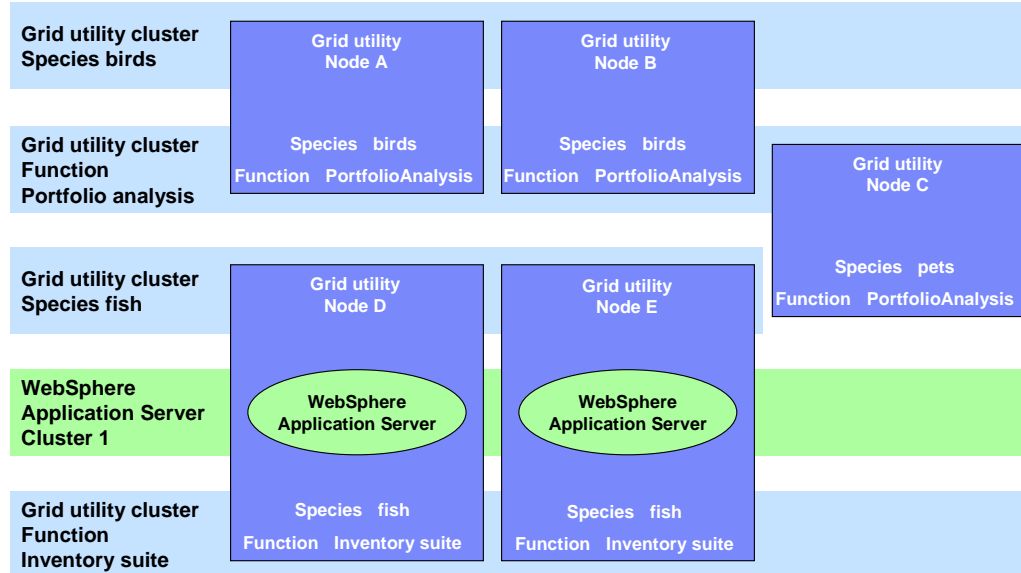 Grid utility cluster
Species birds
Grid utility
Node A
Species birds
Function PortfolioAnalysis
Grid utility
Node B
Species birds
Function PortfolioAnalysis
Grid utility cluster
Function
Portfolio analysis
Grid utility
Node C
Species pets
Function PortfolioAnalysis
Grid utility cluster
Species fish
Grid utility
Node D
Grid utility
Node E
WebSphere
Application Server
Cluster 1
WebSphere
Application Server
WebSphere
Application Server
Grid utility cluster
Function
Inventory suite
Species fish
Function Inventory suite
Species fish
Function Inventory suite